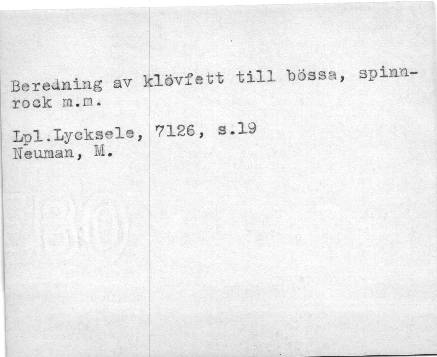 Beredning av klövfett till bössa, spinn-
rock m.m.
Lpl.Lycksele, 7126, s.19
Neuman, M.